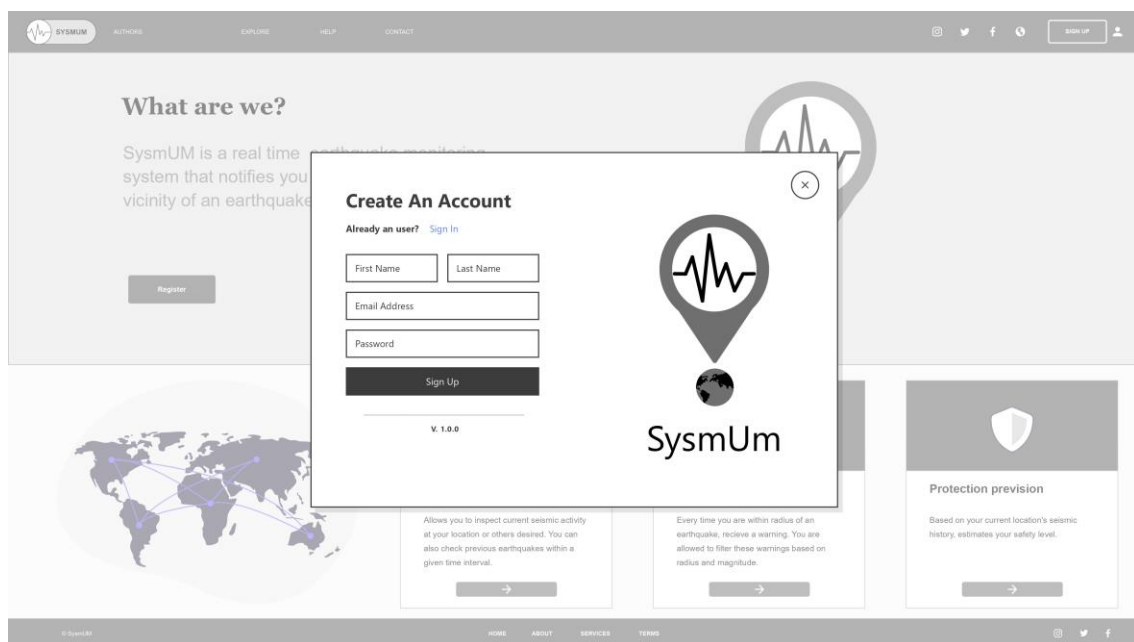 SYSMUM AUTHORS EXPLORE HELP CONTACT SIGN UP
What are we?
SysmUM is a real time earthquake monitoring
system that notifies you
vicinity of an earthquake
Register
Create An Account
Already an user? Sign In
First Name Last Name
Email Address
Password
Sign Up
V. 1.0.0
SysmUm
Allows you to inspect current seismic activity
at your location or others desired. You can
also check previous earthquakes within a
given time interval.
Every time you are within radius of an
earthquake, recieve a warning. You are
allowed to filter these warnings based on
radius and magnitude.
Protection prevision
Based on your current location's seismic
history, estimates your safety level.
© SysmUM HOME ABOUT SERVICES TERMS